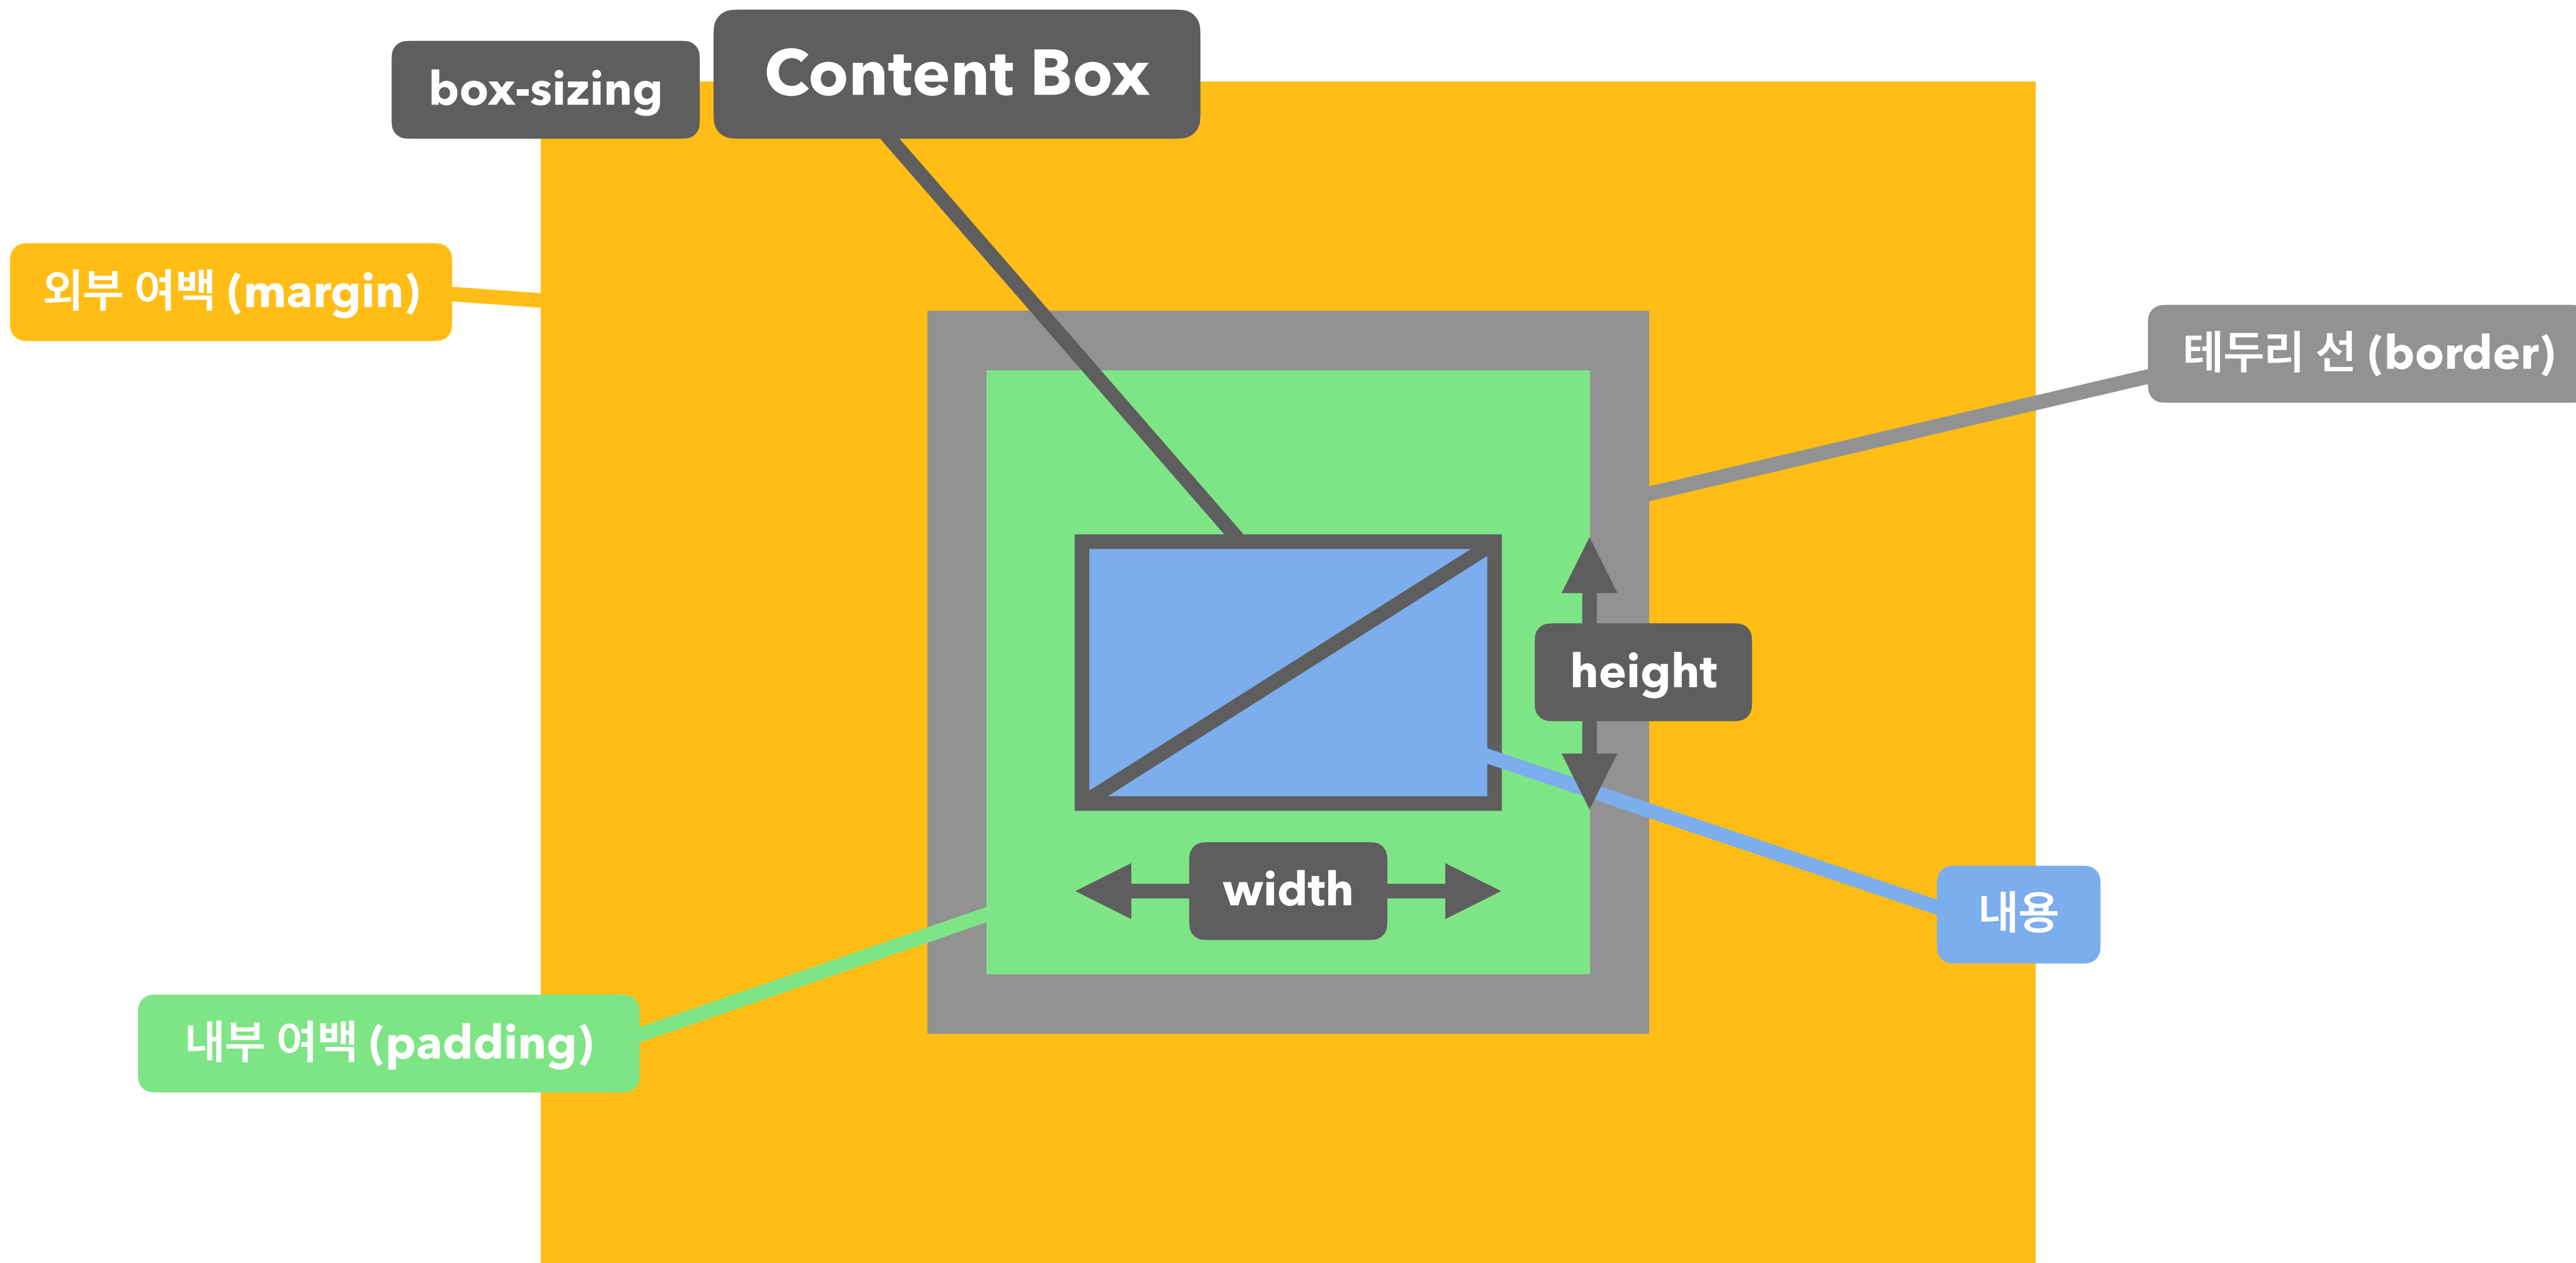 box-sizing
Content Box
외부 여백 (margin)
테두리 선 (border)
height
width
내용
내부 여백 (padding)